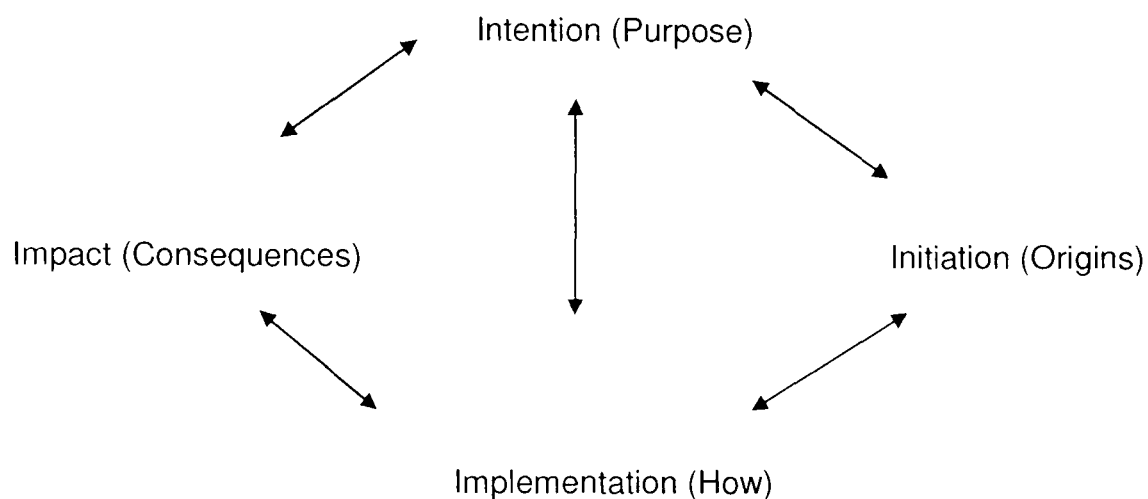 Intention (Purpose)
Impact (Consequences)
Initiation (Origins)
Implementation (How)